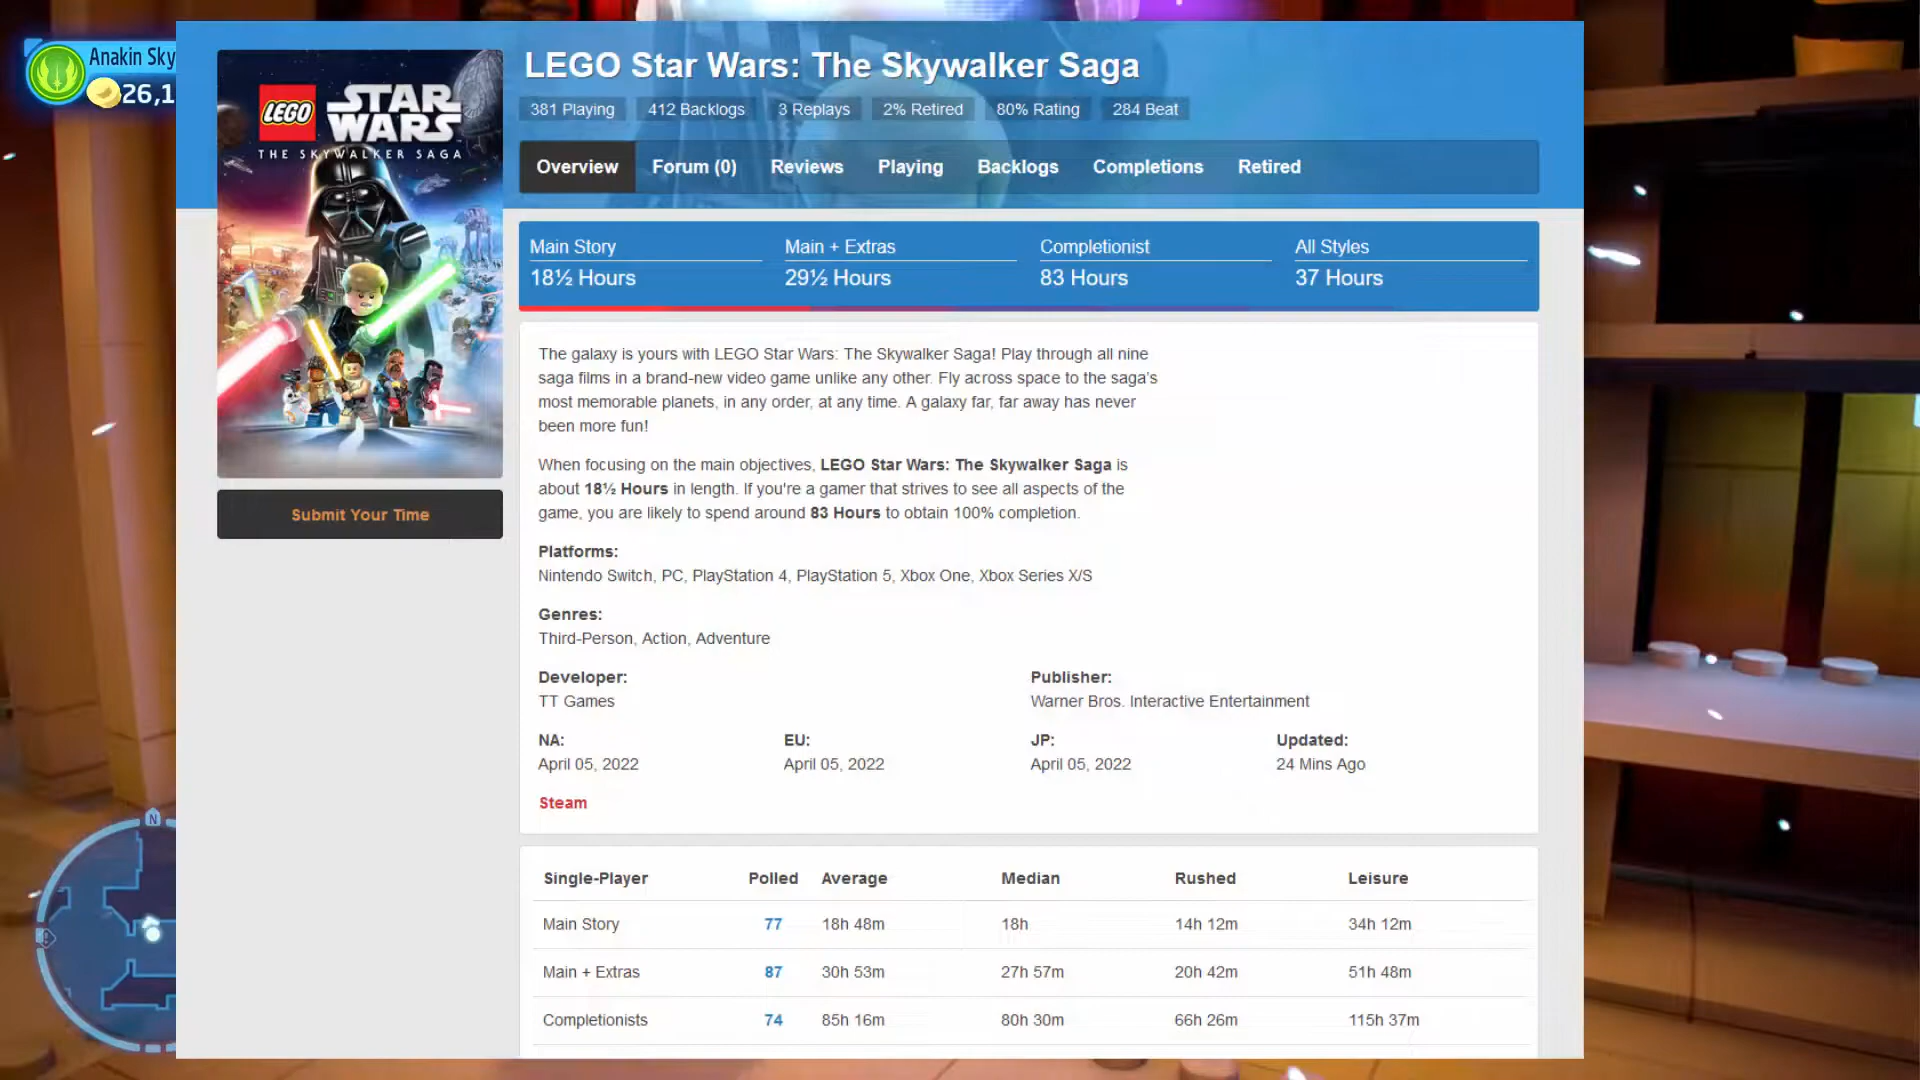 Anakin Sky
26,1
LEGO
STAR
WARS
THE SKYWALKER SAGA
Submit Your Time
LEGO Star Wars: The Skywalker Saga
381 Playing 412 Backlogs 3 Replays 2% Retired 80% Rating 284 Beat
Overview Forum (0) Reviews Playing Backlogs Completions Retired
Main Story Main + Extras Completionist All Styles
18½ Hours 29½ Hours 83 Hours 37 Hours
The galaxy is yours with LEGO Star Wars: The Skywalker Saga! Play through all nine
saga films in a brand-new video game unlike any other. Fly across space to the saga's
most memorable planets, in any order, at any time. A galaxy far, far away has never
been more fun!
When focusing on the main objectives, LEGO Star Wars: The Skywalker Saga is
about 18½ Hours in length. If you're a gamer that strives to see all aspects of the
game, you are likely to spend around 83 Hours to obtain 100% completion.
Platforms:
Nintendo Switch, PC, PlayStation 4, PlayStation 5, Xbox One, Xbox Series X/S
Genres:
Third-Person, Action, Adventure
Developer: Publisher:
TT Games Warner Bros. Interactive Entertainment
NA: EU: JP: Updated:
April 05, 2022 April 05, 2022 April 05, 2022 24 Mins Ago
Steam
N
Single-Player Polled Average Median Rushed Leisure
Main Story 77 18h 48m 18h 14h 12m 34h 12m
Main + Extras 87 30h 53m 27h 57m 20h 42m 51h 48m
Completionists 74 85h 16m 80h 30m 66h 26m 115h 37m